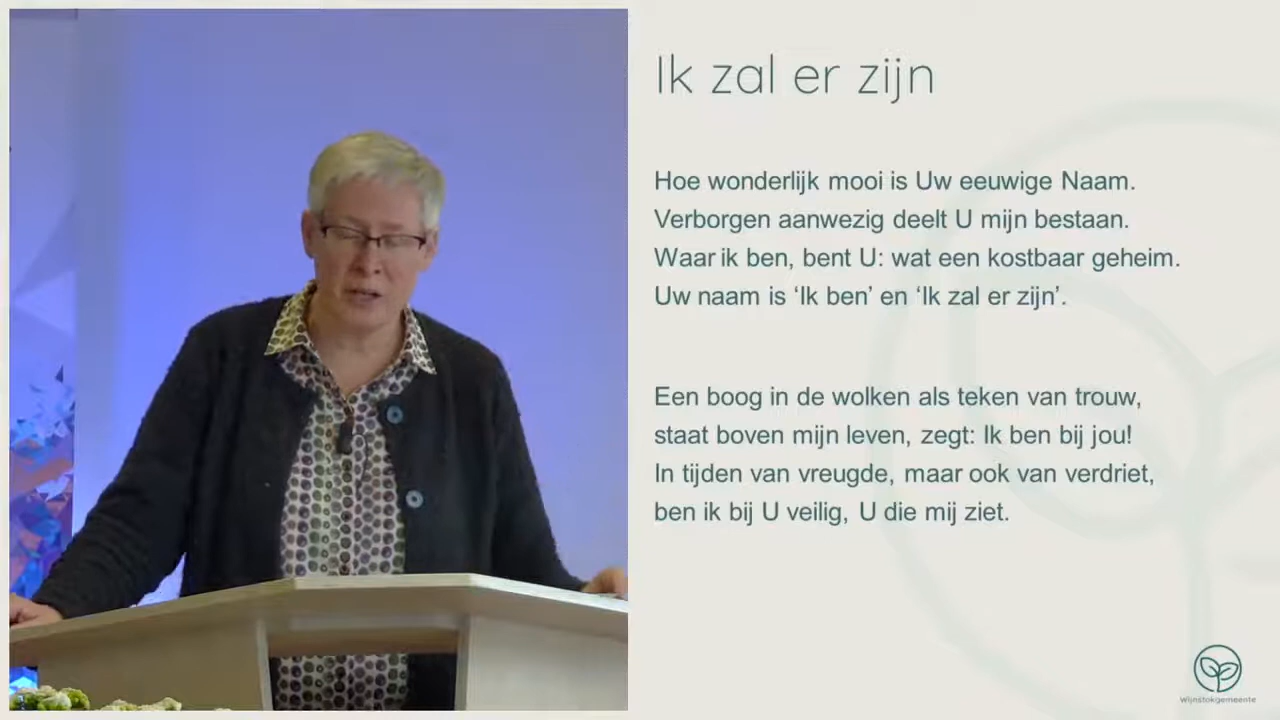 Ik zal er zijn
Hoe wonderlijk mooi is Uw eeuwige Naam.
Verborgen aanwezig deelt U mijn bestaan.
Waar ik ben, bent U: wat een kostbaar geheim.
Uw naam is ‘Ik ben’ en ‘Ik zal er zijn’.
Een boog in de wolken als teken van trouw,
staat boven mijn leven, zegt: Ik ben bij jou!
In tijden van vreugde, maar ook van verdriet,
ben ik bij U veilig, U die mij ziet.
Wijnstokgemeente